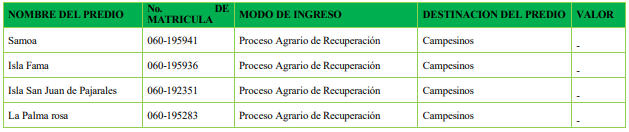 NOMBRE DEL PREDIO No. DE MATRICULA MODO DE INGRESO DESTINACION DEL PREDIO VALOR
Samoa 060-195941 Proceso Agrario de Recuperación Campesinos -
Isla Fama 060-195936 Proceso Agrario de Recuperación Campesinos -
Isla San Juan de Pajarales 060-192351 Proceso Agrario de Recuperación Campesinos -
La Palma rosa 060-195283 Proceso Agrario de Recuperación Campesinos -